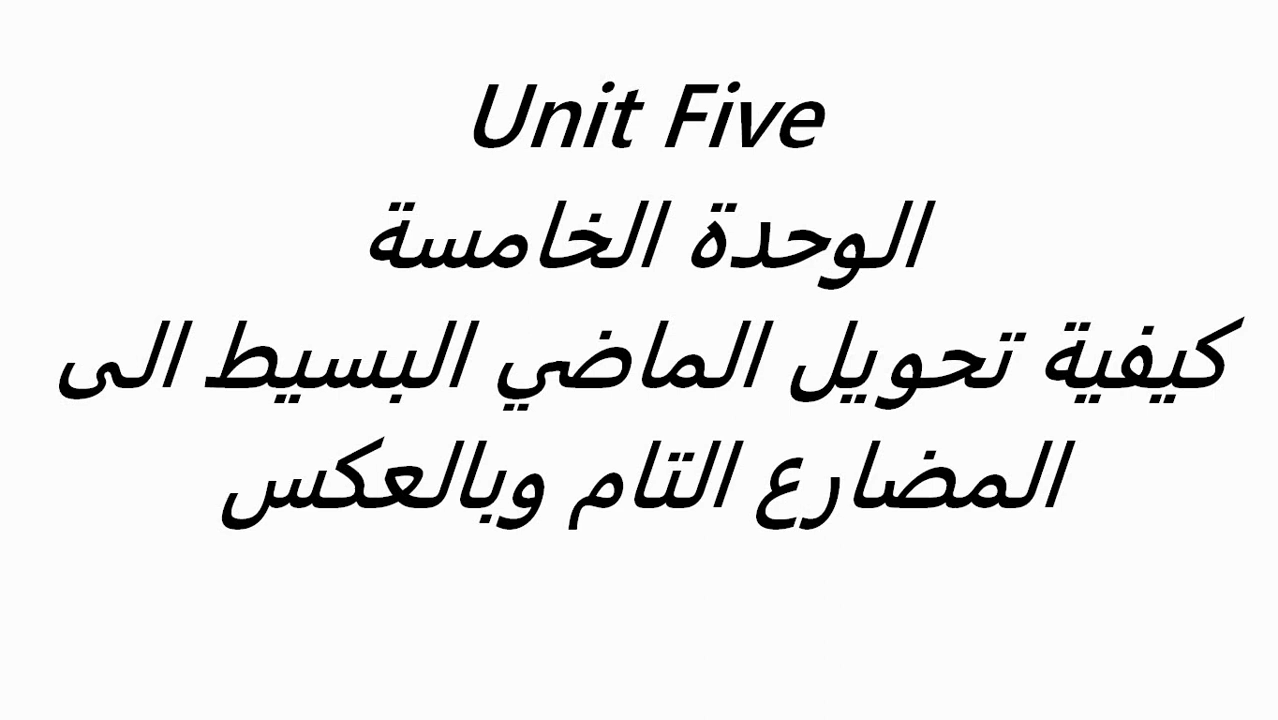 Unit Five
الوحدة الخامسة
كيفية تحويل الماضي البسيط الى
المضارع التام وبالعكس